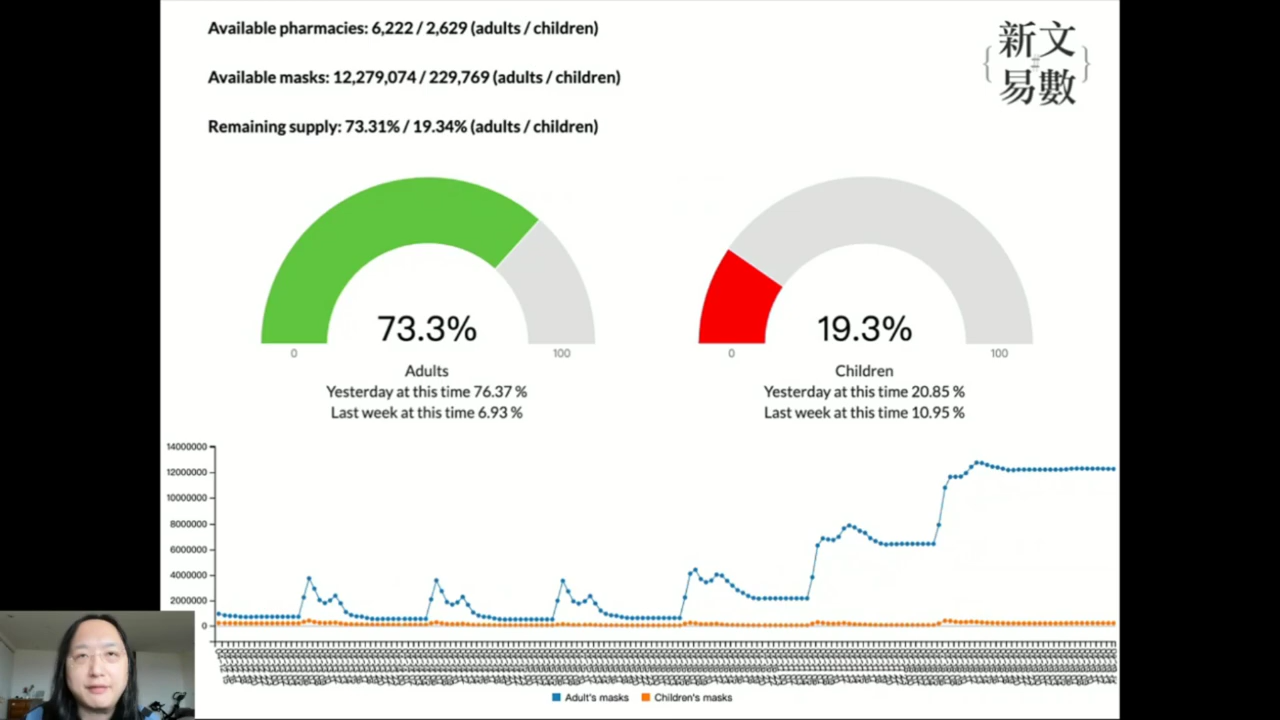 Available pharmacies: 6,222 / 2,629 (adults / children)
Available masks: 12,279,074 / 229,769 (adults / children)
Remaining supply: 73.31% / 19.34% (adults / children)
新文
{ # }
易數
73.3%
0
100
Adults
Yesterday at this time 76.37 %
Last week at this time 6.93 %
19.3%
0
100
Children
Yesterday at this time 20.85 %
Last week at this time 10.95 %
14000000
12000000
10000000
8000000
6000000
4000000
2000000
0
Adult's masks
Children's masks